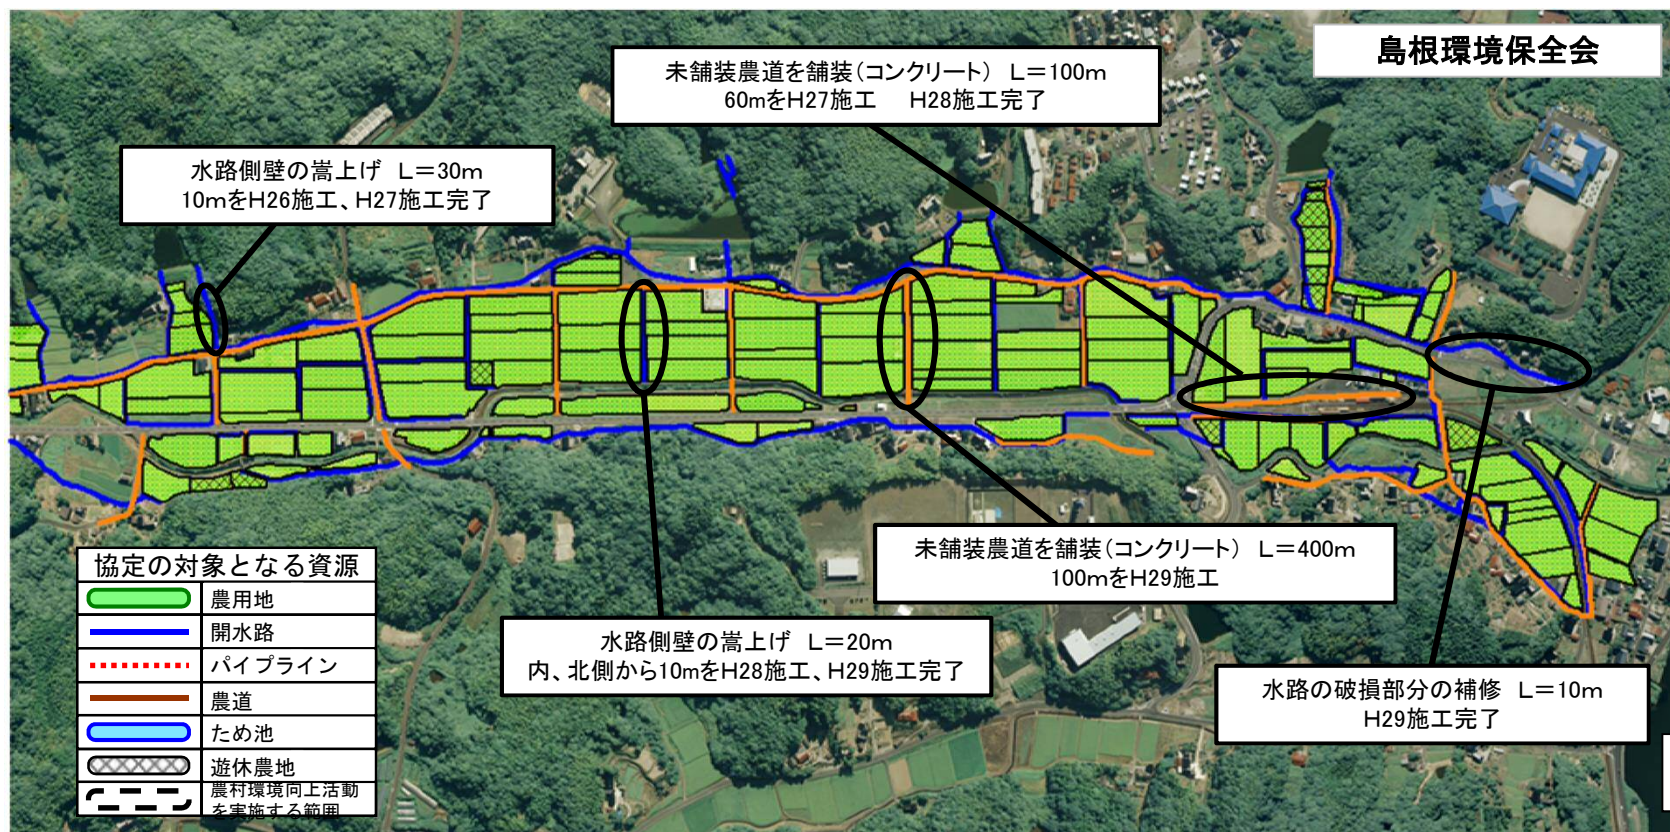 島根環境保全会
未舗装農道を舗装(コンクリート) L=100m
60mをH27施工 H28施工完了
水路側壁の嵩上げ L=30m
10mをH26施工、H27施工完了
未舗装農道を舗装(コンクリート) L=400m
100mをH29施工
水路側壁の嵩上げ L=20m
内、北側から10mをH28施工、H29施工完了
水路の破損部分の補修 L=10m
H29施工完了
協定の対象となる資源
農用地
開水路
パイプライン
農道
ため池
遊休農地
農村環境向上活動
を実施する範囲